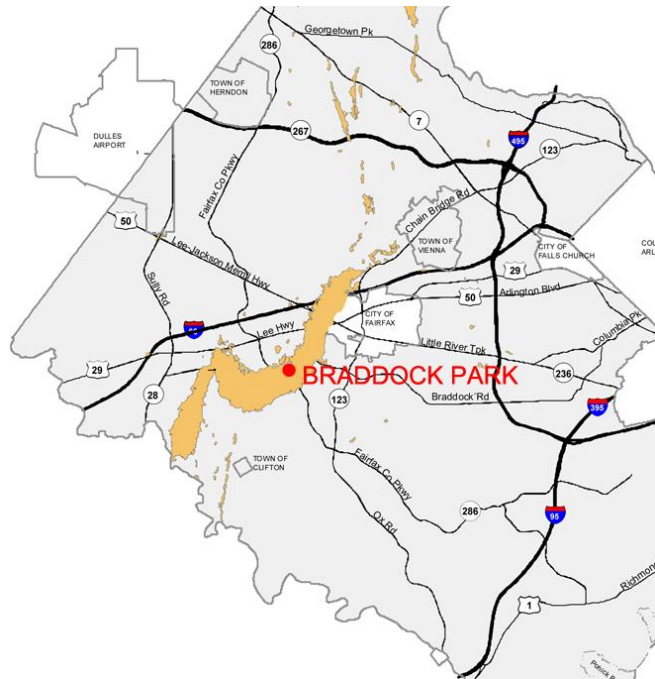 Georgetown Pk
286
TOWN OF
HERNDON
7
DULLES
AIRPORT
267
495
123
Fairfax Co Pkwy
Chain Bridge Rd
50
TOWN OF
VIENNA
CITY OF
FALLS CHURCH
Lee-Jackson Memll Hwy
29
Sully Rd
50
Arlington Blvd
CITY OF
FAIRFAX
Columbia Pk
66
Lee Hwy
Little River Tpk
29
BRADDOCK PARK
236
28
123
Braddock Rd
395
TOWN OF
CLIFTON
Fairfax Co Pkwy
286
95
Ox Rd
Richmon
1